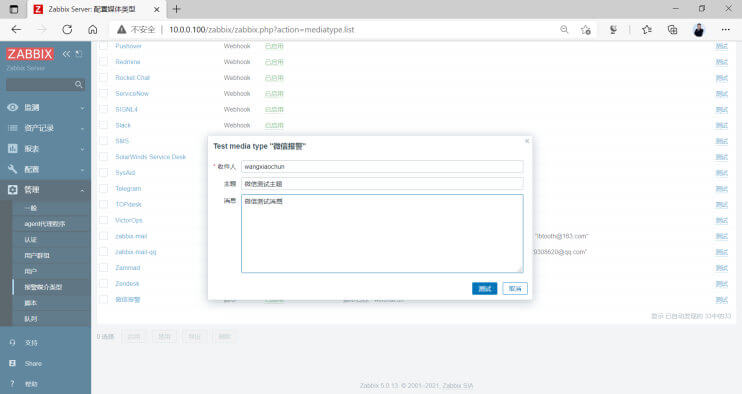 Zabbix Server: 配置媒体类型
不安全 | 10.0.0.100/zabbix/zabbix.php?action=mediatype.list
ZABBIX
Zabbix Server
监测
资产记录
报表
配置
管理
一般
agent代理程序
认证
用户群组
用户
报警媒介类型
脚本
队列
支持
Share
帮助
Pushover Webhook 已启用 测试
Redmine Webhook 已启用 测试
Rocket.Chat Webhook 已启用 测试
ServiceNow Webhook 已启用 测试
SIGNL4 Webhook 已启用 测试
Slack Webhook 已启用 测试
SMS 测试
SolarWinds Service Desk 测试
SysAid 测试
Telegram 测试
TOPdesk 测试
VictorOps 测试
zabbix-mail "ibtooth@163.com" 测试
zabbix-mail-qq 9308620@qq.com" 测试
Zammad 测试
Zendesk 测试
微信报警 测试
Test media type "微信报警"
* 收件人 wangxiaochun
主题 微信测试主题
消息 微信测试消息
测试 取消
显示 已自动发现的 33中的33
0 选择 启用 禁用 导出 删除
Zabbix 5.0.13. © 2001–2021, Zabbix SIA